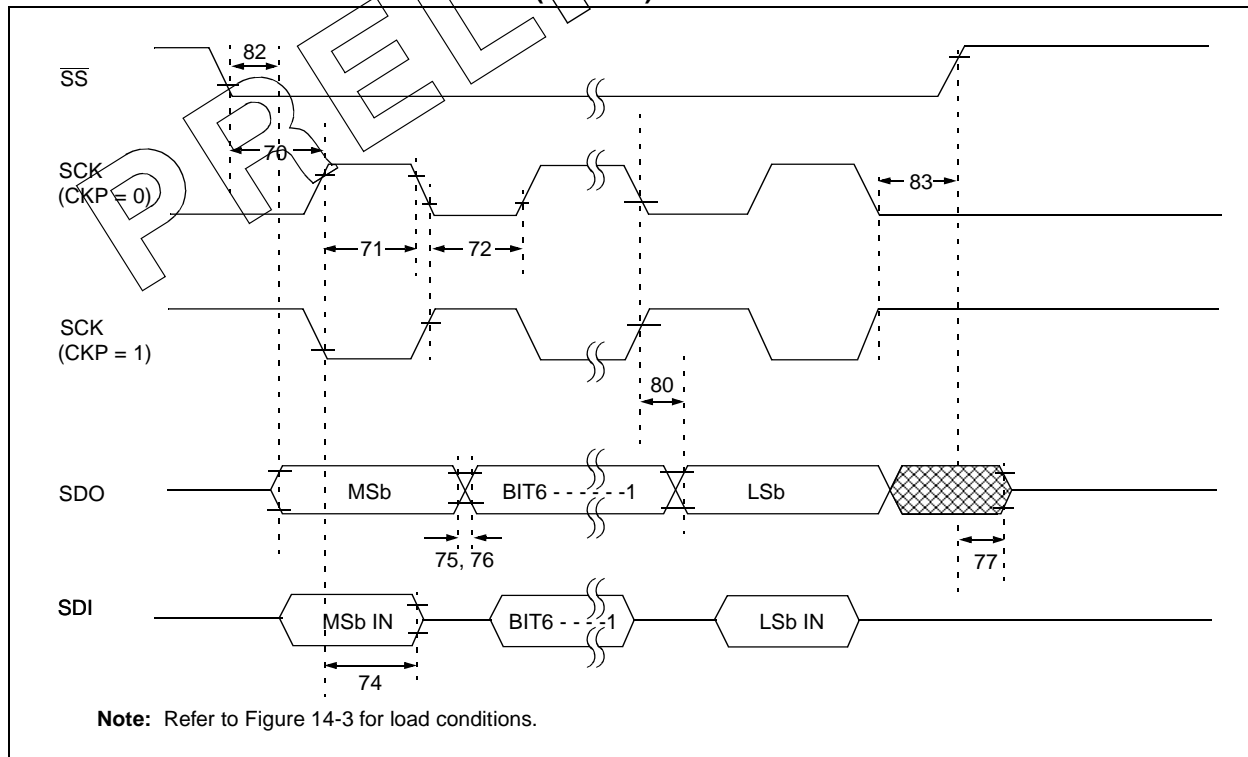 PREL
82
SS
70
SCK
(CKP = 0)
83
71
72
SCK
(CKP = 1)
80
SDO
MSb
BIT6 - - - - - -1
LSb
75, 76
77
SDI
MSb IN
BIT6 - - - -1
LSb IN
74
Note: Refer to Figure 14-3 for load conditions.